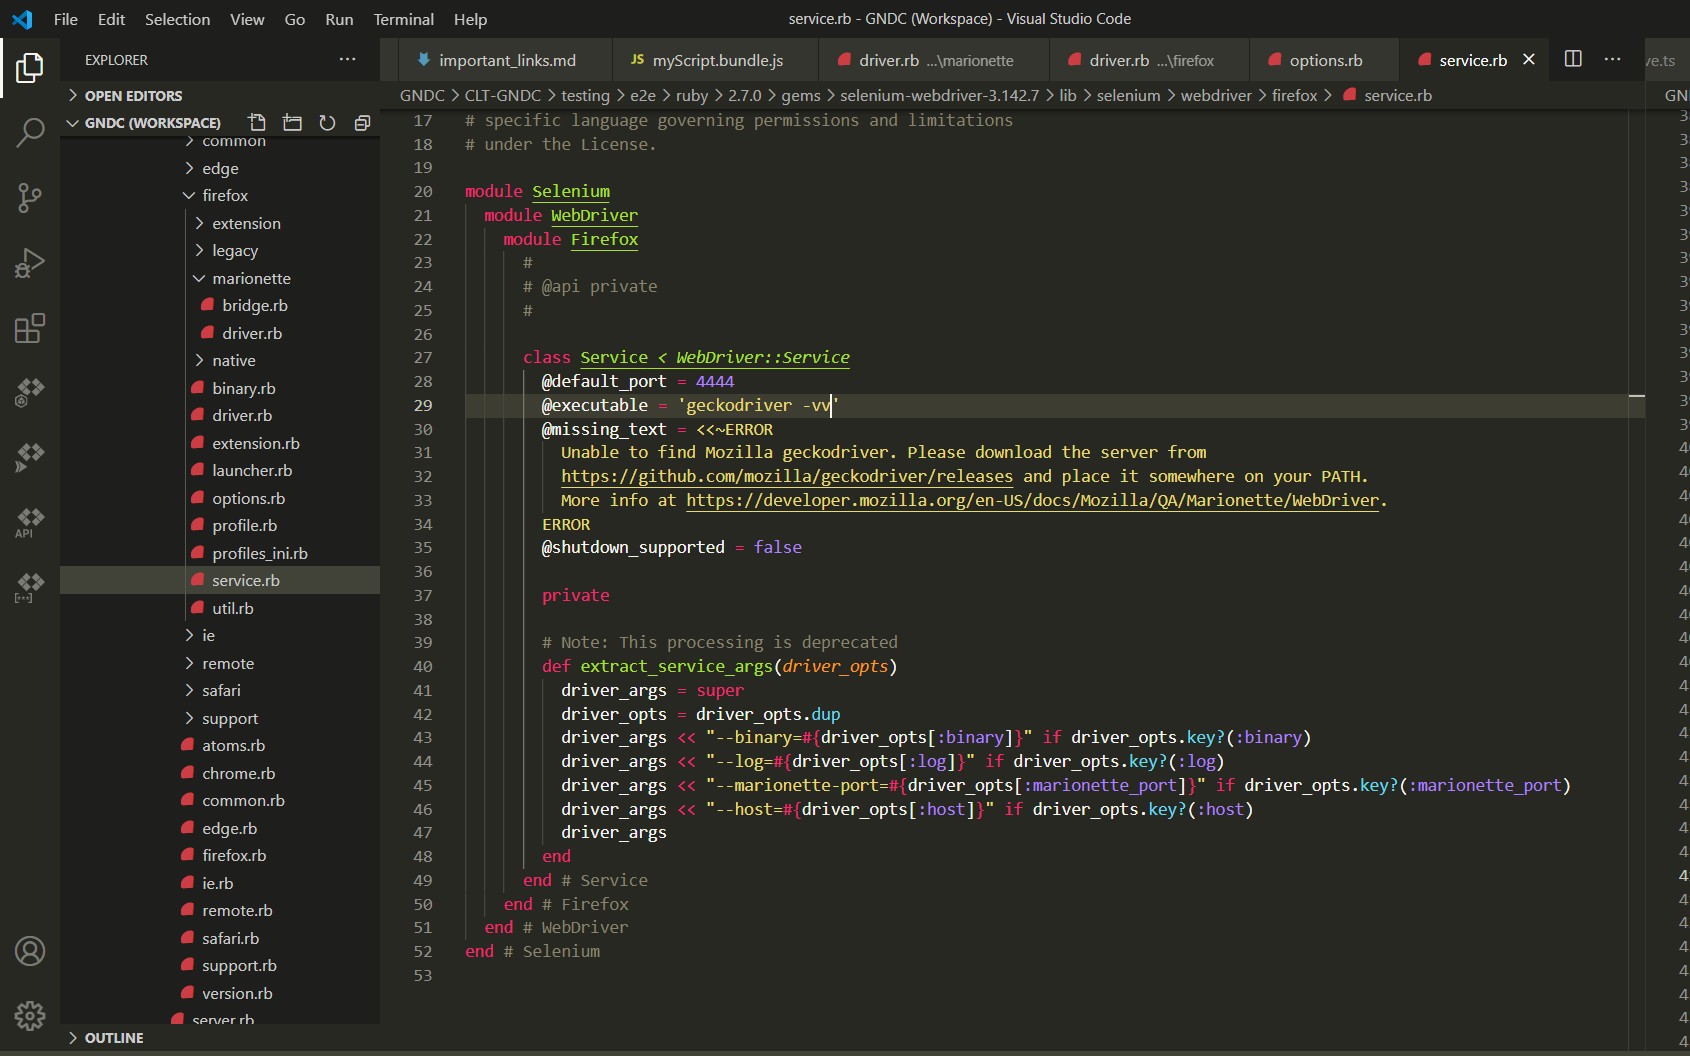 File Edit Selection View Go Run Terminal Help
service.rb - GNDC (Workspace) - Visual Studio Code
EXPLORER
OPEN EDITORS
GNDC (WORKSPACE)
common
edge
firefox
extension
legacy
marionette
bridge.rb
driver.rb
native
binary.rb
driver.rb
extension.rb
launcher.rb
options.rb
profile.rb
profiles_ini.rb
service.rb
util.rb
ie
remote
safari
support
atoms.rb
chrome.rb
common.rb
edge.rb
firefox.rb
ie.rb
remote.rb
safari.rb
support.rb
version.rb
server.rb
OUTLINE
API
important_links.md JS myScript.bundle.js driver.rb ...\marionette driver.rb ...\firefox options.rb service.rb
GNDC > CLT-GNDC > testing > e2e > ruby > 2.7.0 > gems > selenium-webdriver-3.142.7 > lib > selenium > webdriver > firefox > service.rb
17 # specific language governing permissions and limitations
18 # under the License.
19
20 module Selenium
21 module WebDriver
22 module Firefox
23 #
24 # @api private
25 #
26
27 class Service < WebDriver::Service
28 @default_port = 4444
29 @executable = 'geckodriver -vv'
30 @missing_text = <<~ERROR
31 Unable to find Mozilla geckodriver. Please download the server from
32 https://github.com/mozilla/geckodriver/releases and place it somewhere on your PATH.
33 More info at https://developer.mozilla.org/en-US/docs/Mozilla/QA/Marionette/WebDriver.
34 ERROR
35 @shutdown_supported = false
36
37 private
38
39 # Note: This processing is deprecated
40 def extract_service_args(driver_opts)
41 driver_args = super
42 driver_opts = driver_opts.dup
43 driver_args << "--binary=#{driver_opts[:binary]}" if driver_opts.key?(:binary)
44 driver_args << "--log=#{driver_opts[:log]}" if driver_opts.key?(:log)
45 driver_args << "--marionette-port=#{driver_opts[:marionette_port]}" if driver_opts.key?(:marionette_port)
46 driver_args << "--host=#{driver_opts[:host]}" if driver_opts.key?(:host)
47 driver_args
48 end
49 end # Service
50 end # Firefox
51 end # WebDriver
52 end # Selenium
53